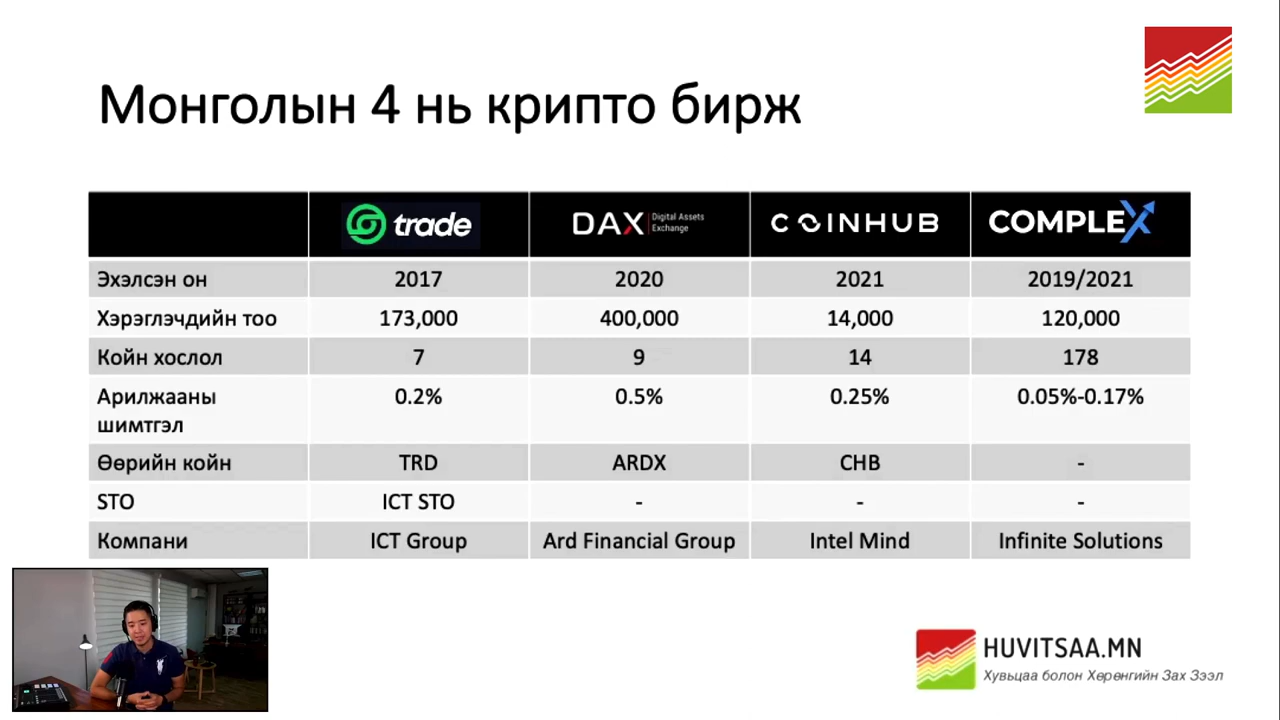 Монголын 4 нь крипто бирж
trade DAX Digital Assets Exchange COINHUB COMPLEX
Эхэлсэн он 2017 2020 2021 2019/2021
Хэрэглэчдийн тоо 173,000 400,000 14,000 120,000
Койн хослол 7 9 14 178
Арилжааны шимтгэл 0.2% 0.5% 0.25% 0.05%-0.17%
Өөрийн койн TRD ARDX CHB -
STO ICT STO - - -
Компани ICT Group Ard Financial Group Intel Mind Infinite Solutions
HUVITSAA.MN
Хувьцаа болон Хөрөнгийн Зах Зээл